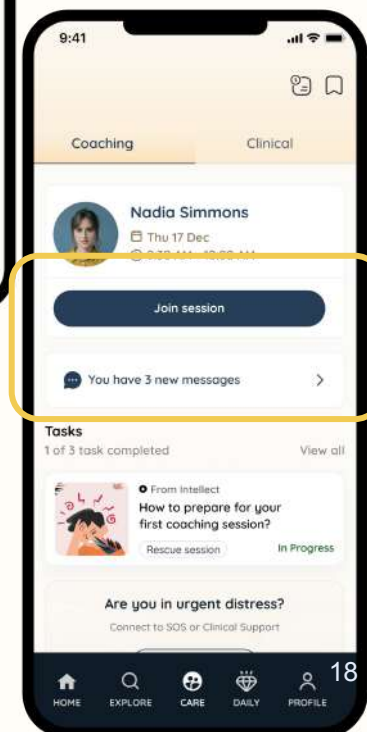 9:41
Coaching
Clinical
Nadia Simmons
Thu 17 Dec
Join session
You have 3 new messages
Tasks
1 of 3 task completed
View all
From Intellect
How to prepare for your
first coaching session?
Rescue session
In Progress
Are you in urgent distress?
Connect to SOS or Clinical Support
HOME
EXPLORE
CARE
DAILY
PROFILE
18